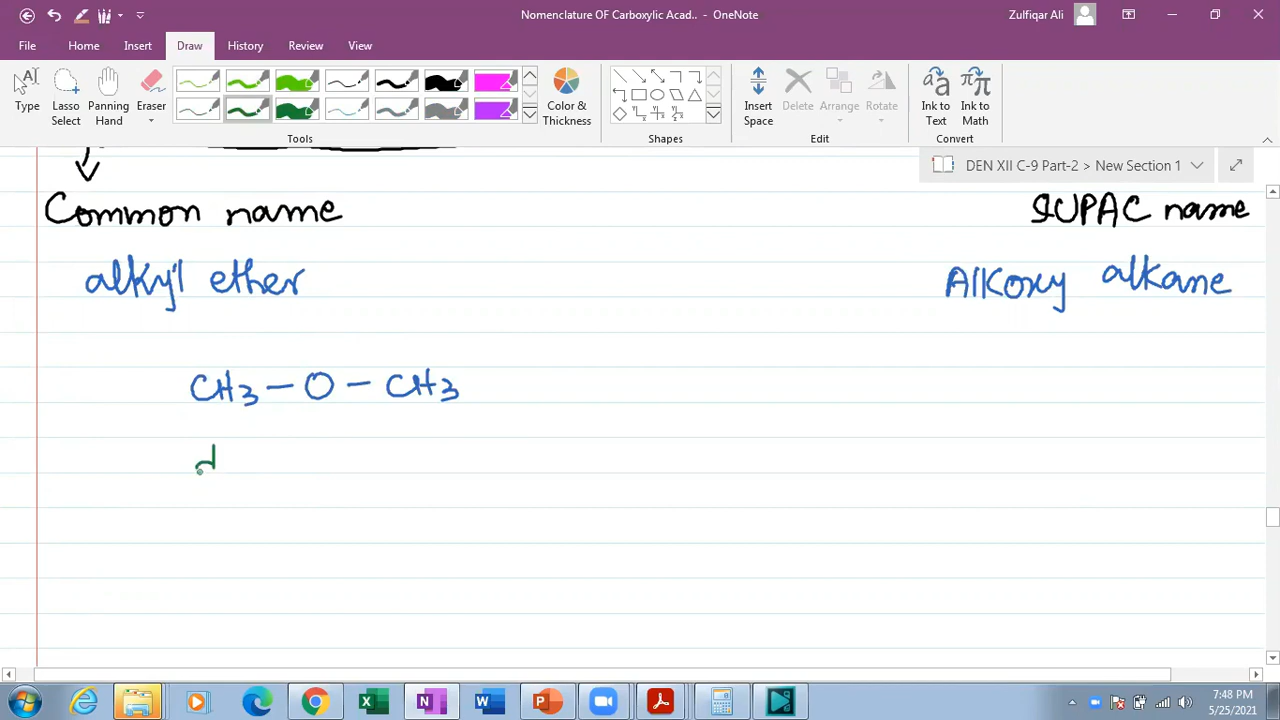 Nomenclature OF Carboxylic Acad.. - OneNote
Zulfiqar Ali
File Home Insert Draw History Review View
Type
Lasso Select
Panning Hand
Eraser
Color & Thickness
Insert Space
Delete
Arrange
Rotate
Ink to Text
Ink to Math
Tools
Shapes
Edit
Convert
DEN XII C-9 Part-2 > New Section 1
Common name IUPAC name
alkyl ether Alkoxy alkane
CH3 - O - CH3
d
7:48 PM
5/25/2021